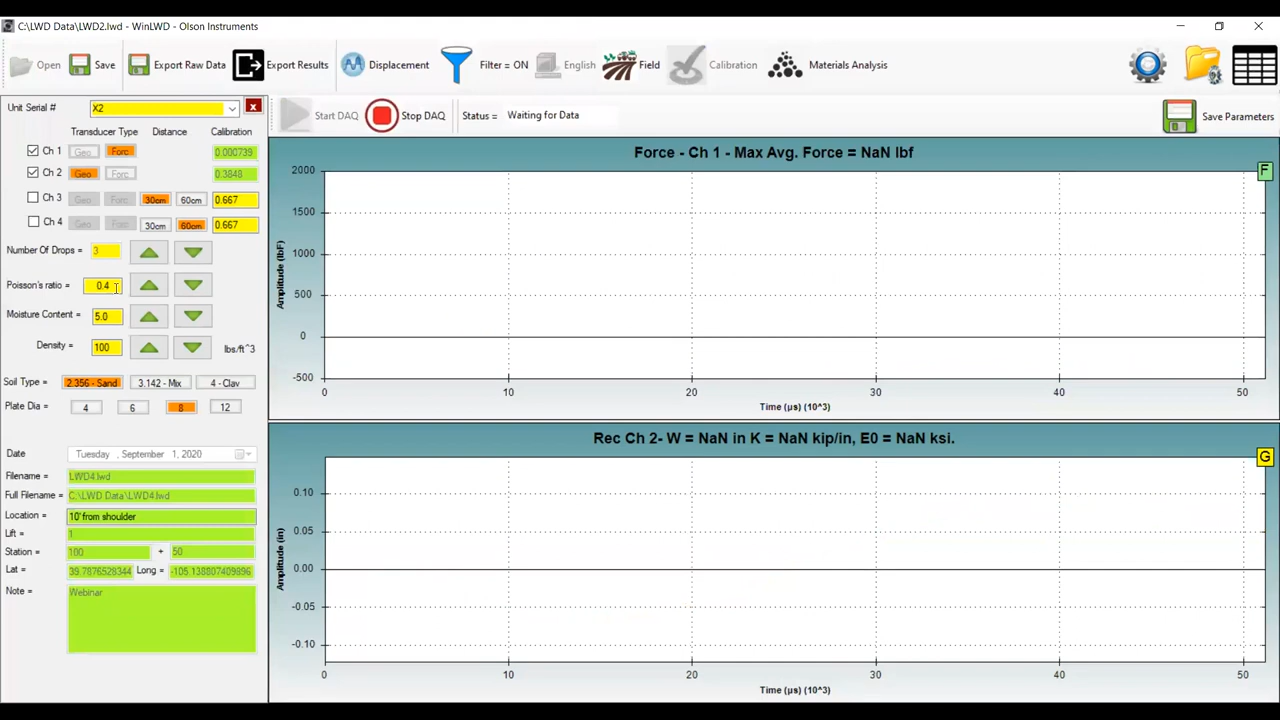 C:\LWD Data\LWD2.lwd - WinLWD - Olson Instruments
Open Save Export Raw Data Export Results Displacement Filter = ON English Field Calibration Materials Analysis
Unit Serial # X2 x
Start DAQ Stop DAQ Status = Waiting for Data Save Parameters
Transducer Type Distance Calibration
Ch 1 Geo Forc 0.000739
Ch 2 Geo Forc 0.3848
Ch 3 Geo Forc 30cm 60cm 0.667
Ch 4 Geo Forc 30cm 60cm 0.667
Number Of Drops = 3
Poisson's ratio = 0.4
Moisture Content = 5.0
Density = 100 lbs/ft^3
Soil Type = 2.356 - Sand 3.142 - Mix 4 - Clay
Plate Dia = 4 6 8 12
Date Tuesday , September 1, 2020
Filename = LWD4.lwd
Full Filename = C:\LWD Data\LWD4.lwd
Location = 10' from shoulder
Lift = 1
Station = 100 + 50
Lat = 39.7876528344 Long = -105.138807409896
Note = Webinar
Force - Ch 1 - Max Avg. Force = NaN lbf
F
Amplitude (lbF)
2000
1500
1000
500
0
-500
0 10 20 30 40 50
Time (µs) (10^3)
Rec Ch 2- W = NaN in K = NaN kip/in, E0 = NaN ksi.
G
Amplitude (in)
0.10
0.05
0.00
-0.05
-0.10
0 10 20 30 40 50
Time (µs) (10^3)